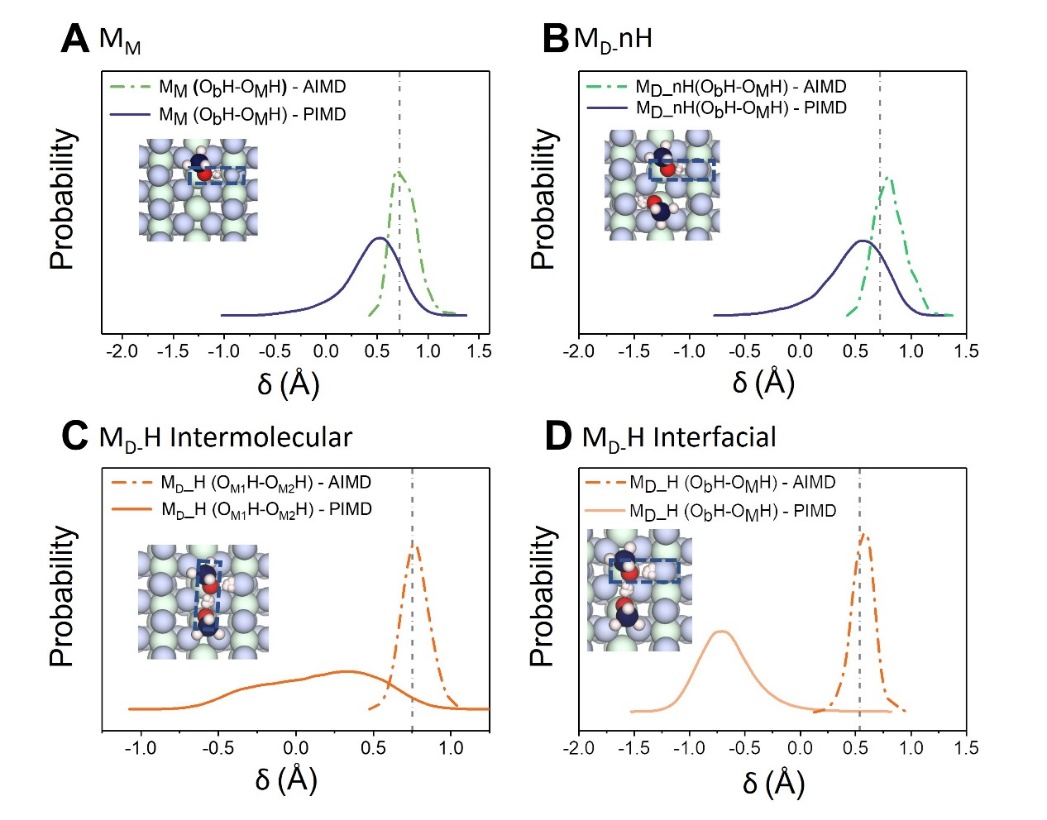 A M_M
M_M (O_bH-O_MH) - AIMD
M_M (O_bH-O_MH) - PIMD
Probability
-2.0 -1.5 -1.0 -0.5 0.0 0.5 1.0 1.5
δ (Å)
B M_D-nH
M_D_nH(O_bH-O_MH) - AIMD
M_D_nH(O_bH-O_MH) - PIMD
Probability
-2.0 -1.5 -1.0 -0.5 0.0 0.5 1.0 1.5
δ (Å)
C M_D-H Intermolecular
M_D_H (O_M1H-O_M2H) - AIMD
M_D_H (O_M1H-O_M2H) - PIMD
Probability
-1.0 -0.5 0.0 0.5 1.0
δ (Å)
D M_D-H Interfacial
M_D_H (O_bH-O_MH) - AIMD
M_D_H (O_bH-O_MH) - PIMD
Probability
-2.0 -1.5 -1.0 -0.5 0.0 0.5 1.0 1.5
δ (Å)